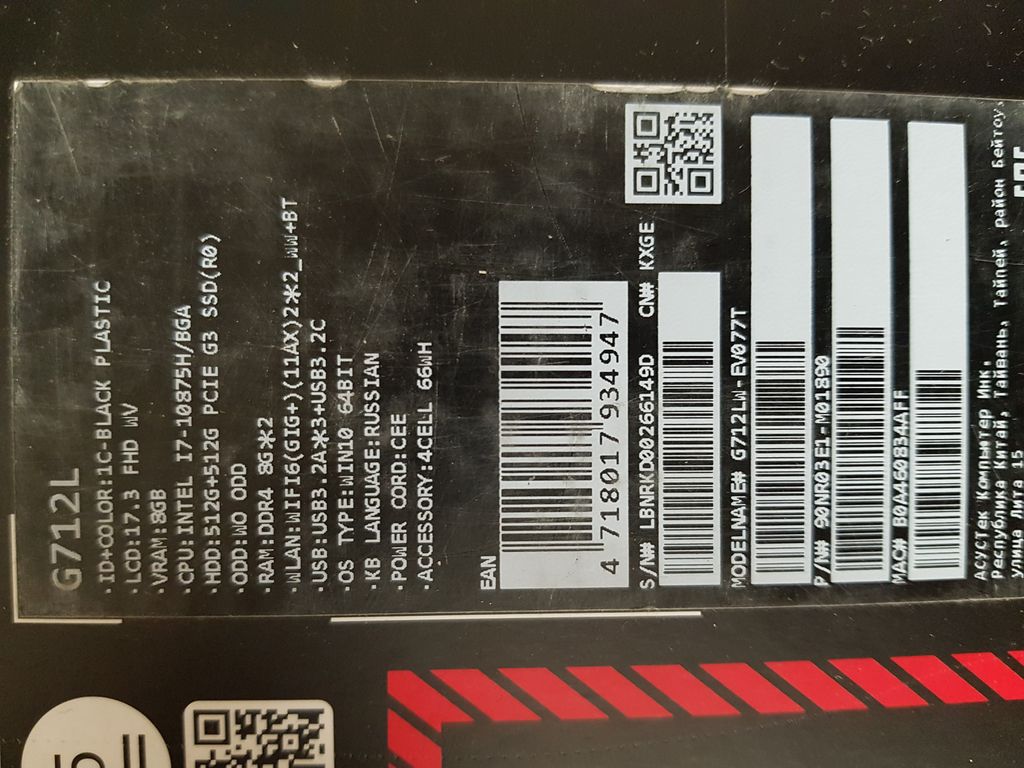 G712L
·ID+COLOR:1C-BLACK PLASTIC
·LCD:17.3 FHD WV
·VRAM:8GB
·CPU:INTEL I7-10875H/BGA
·HDD:512G+512G PCIE G3 SSD(R0)
·ODD:WO ODD
·RAM:DDR4 8G*2
·WLAN:WIFI6(GIG+)(11AX)2*2_WW+BT
·USB:USB3.2A*3+USB3.2C
·OS TYPE:WIN10 64BIT
·KB LANGUAGE:RUSSIAN
·POWER CORD:CEE
·ACCESSORY:4CELL 66WH
EAN
4 718017 934947
S/N# LBNRKD00266149D CN# KXGE
MODELNAME# G712LW-EV077T
P/N# 90NR03E1-M01890
MAC# B0A460834AFF
АСУСТек Компьютер Инк.
Республика Китай, Тайвань, Тайпей, район Бейтоу,
улица Лита 15
5